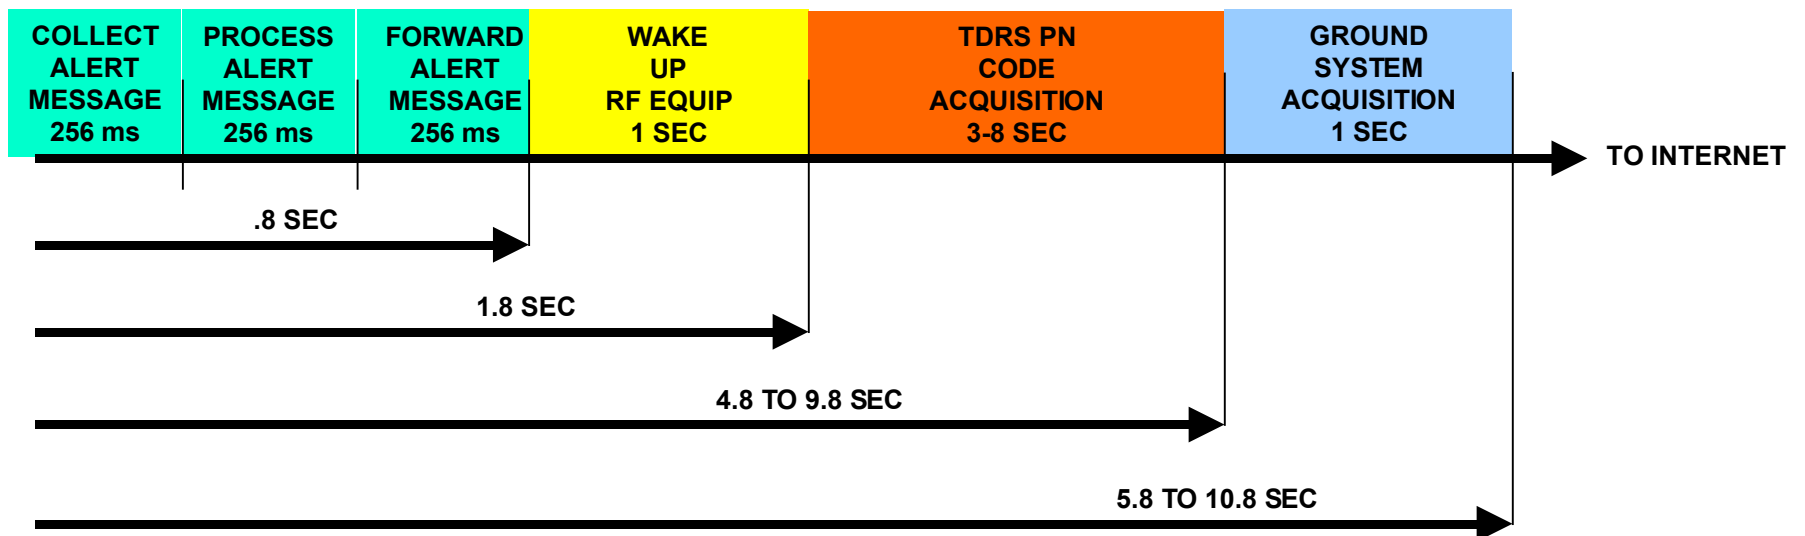 COLLECT
ALERT
MESSAGE
256 ms
PROCESS
ALERT
MESSAGE
256 ms
FORWARD
ALERT
MESSAGE
256 ms
WAKE
UP
RF EQUIP
1 SEC
TDRS PN
CODE
ACQUISITION
3-8 SEC
GROUND
SYSTEM
ACQUISITION
1 SEC
TO INTERNET
.8 SEC
1.8 SEC
4.8 TO 9.8 SEC
5.8 TO 10.8 SEC